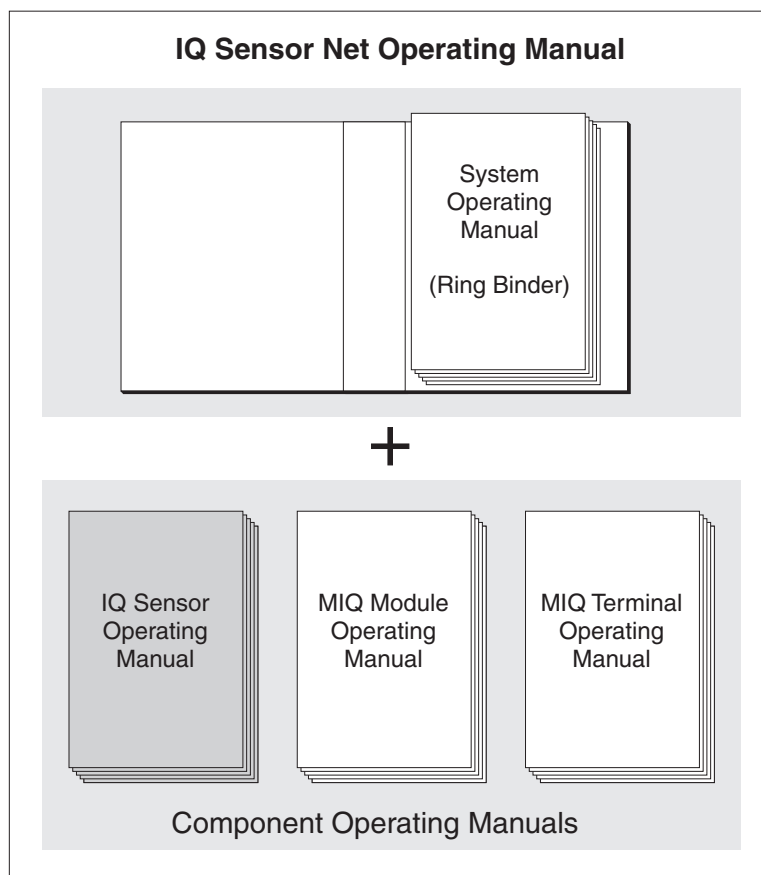 IQ Sensor Net Operating Manual
System
Operating
Manual
(Ring Binder)
+
IQ Sensor
Operating
Manual
MIQ Module
Operating
Manual
MIQ Terminal
Operating
Manual
Component Operating Manuals